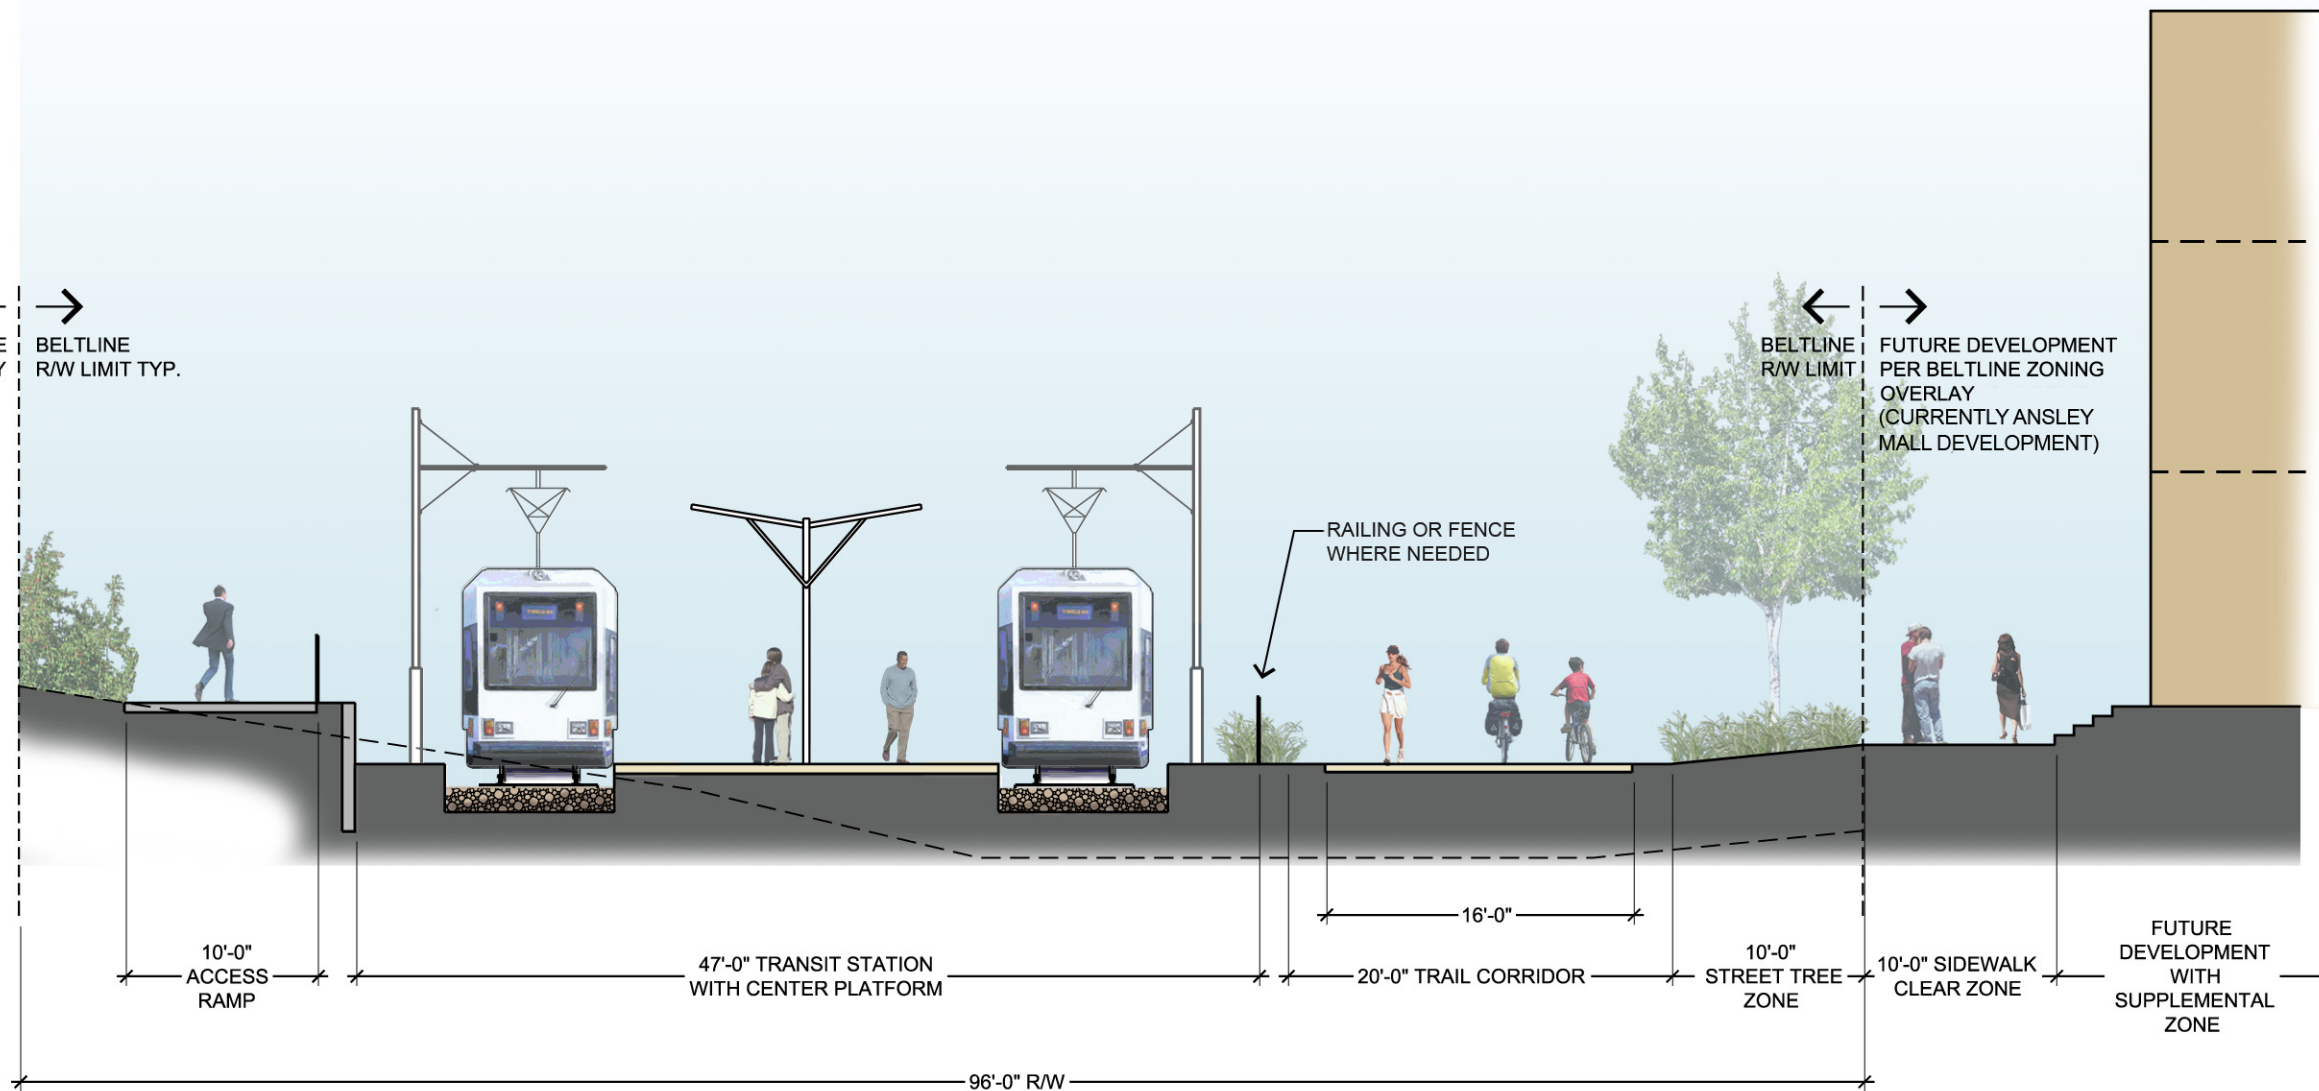 E
Y
BELTLINE
R/W LIMIT TYP.
BELTLINE
R/W LIMIT
FUTURE DEVELOPMENT
PER BELTLINE ZONING
OVERLAY
(CURRENTLY ANSLEY
MALL DEVELOPMENT)
RAILING OR FENCE
WHERE NEEDED
16'-0"
10'-0"
ACCESS
RAMP
47'-0" TRANSIT STATION
WITH CENTER PLATFORM
20'-0" TRAIL CORRIDOR
10'-0"
STREET TREE
ZONE
10'-0" SIDEWALK
CLEAR ZONE
FUTURE
DEVELOPMENT
WITH
SUPPLEMENTAL
ZONE
96'-0" R/W